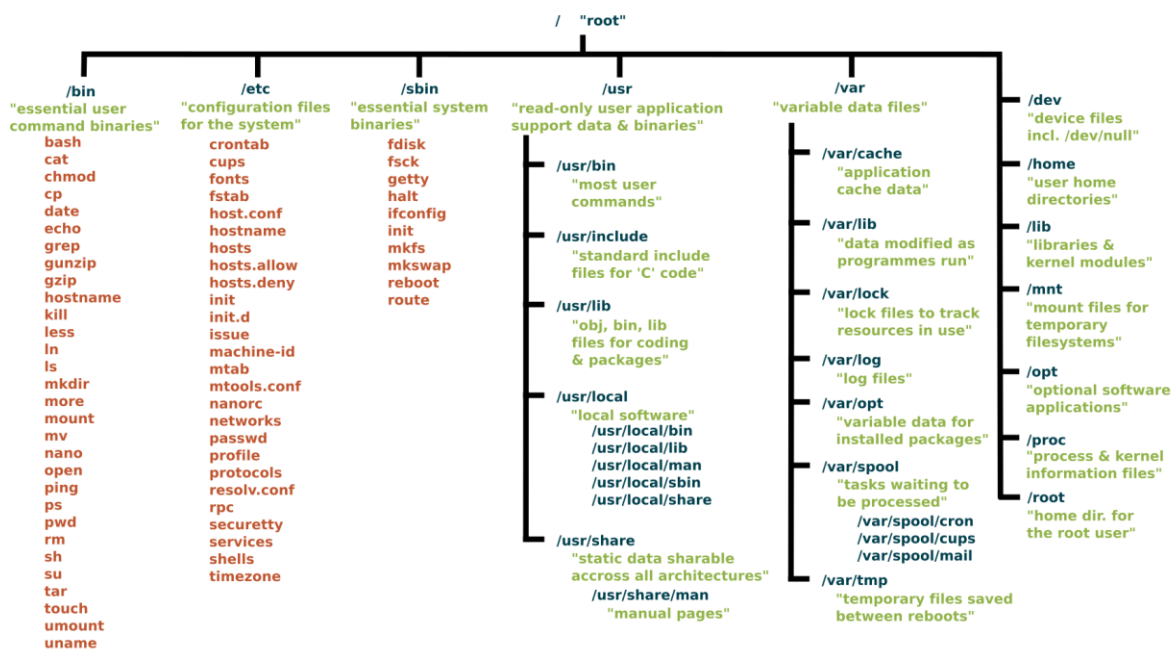 / "root"
/bin
"essential user
command binaries"
bash
cat
chmod
cp
date
echo
grep
gunzip
gzip
hostname
kill
less
ln
ls
mkdir
more
mount
mv
nano
open
ping
ps
pwd
rm
sh
su
tar
touch
umount
uname
/etc
"configuration files
for the system"
crontab
cups
fonts
fstab
host.conf
hostname
hosts
hosts.allow
hosts.deny
init
init.d
issue
machine-id
mtab
mtools.conf
nanorc
networks
passwd
profile
protocols
resolv.conf
rpc
securetty
services
shells
timezone
/sbin
"essential system
binaries"
fdisk
fsck
getty
halt
ifconfig
init
mkfs
mkswap
reboot
route
/usr
"read-only user application
support data & binaries"
/usr/bin
"most user
commands"
/usr/include
"standard include
files for 'C' code"
/usr/lib
"obj, bin, lib
files for coding
& packages"
/usr/local
"local software"
/usr/local/bin
/usr/local/lib
/usr/local/man
/usr/local/sbin
/usr/local/share
/usr/share
"static data sharable
accross all architectures"
/usr/share/man
"manual pages"
/var
"variable data files"
/var/cache
"application
cache data"
/var/lib
"data modified as
programmes run"
/var/lock
"lock files to track
resources in use"
/var/log
"log files"
/var/opt
"variable data for
installed packages"
/var/spool
"tasks waiting to
be processed"
/var/spool/cron
/var/spool/cups
/var/spool/mail
/var/tmp
"temporary files saved
between reboots"
/dev
"device files
incl. /dev/null"
/home
"user home
directories"
/lib
"libraries &
kernel modules"
/mnt
"mount files for
temporary
filesystems"
/opt
"optional software
applications"
/proc
"process & kernel
information files"
/root
"home dir. for
the root user"